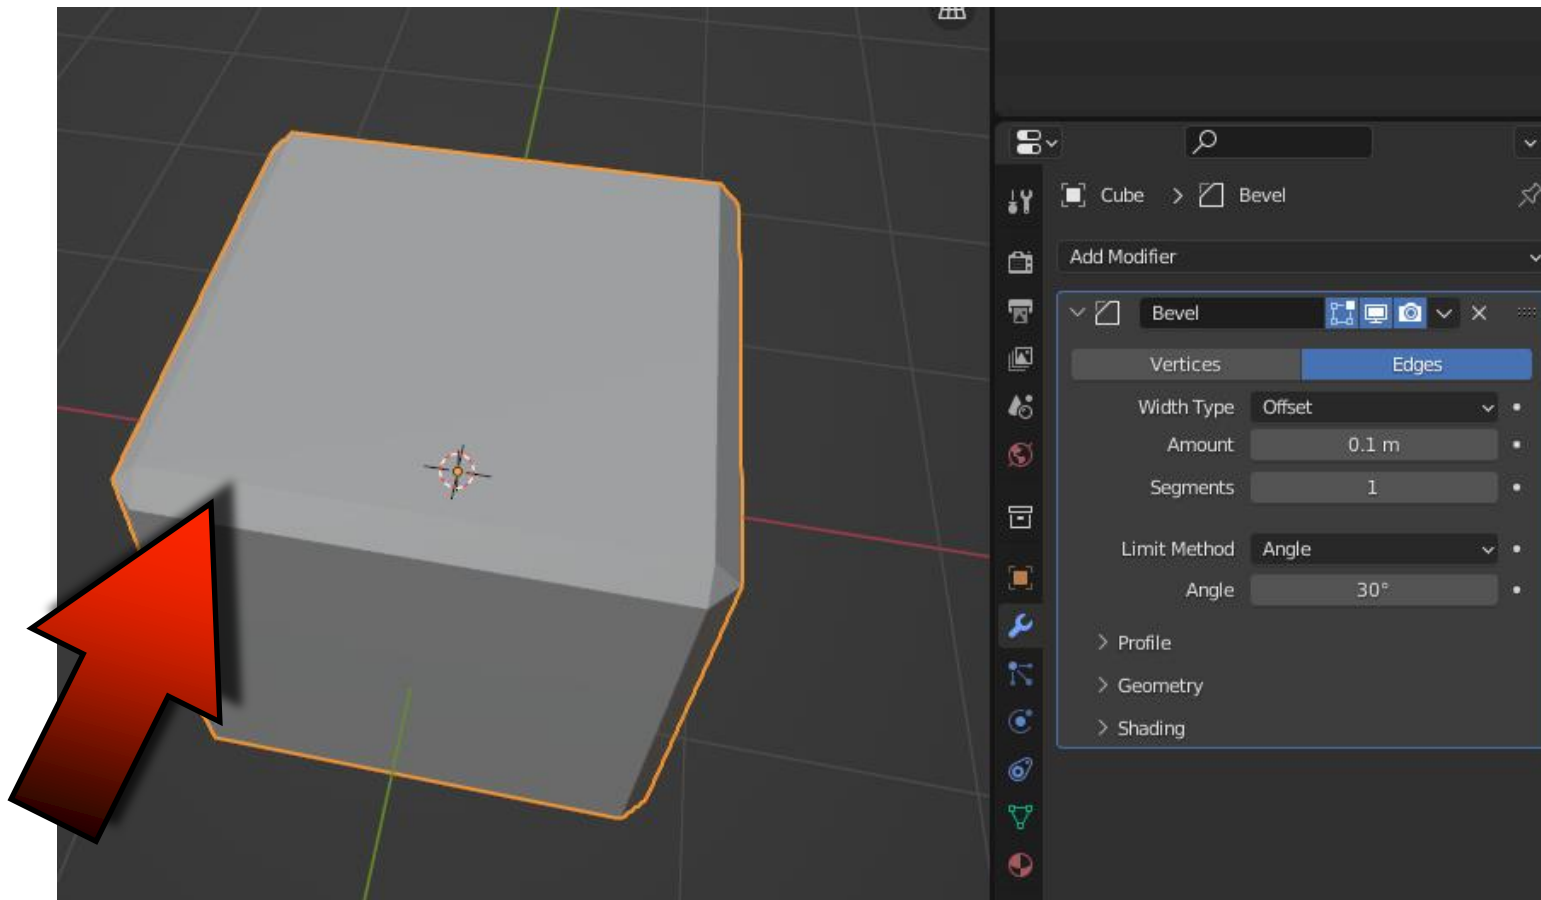 Cube > Bevel
Add Modifier
Bevel
Vertices Edges
Width Type Offset
Amount 0.1 m
Segments 1
Limit Method Angle
Angle 30°
Profile
Geometry
Shading